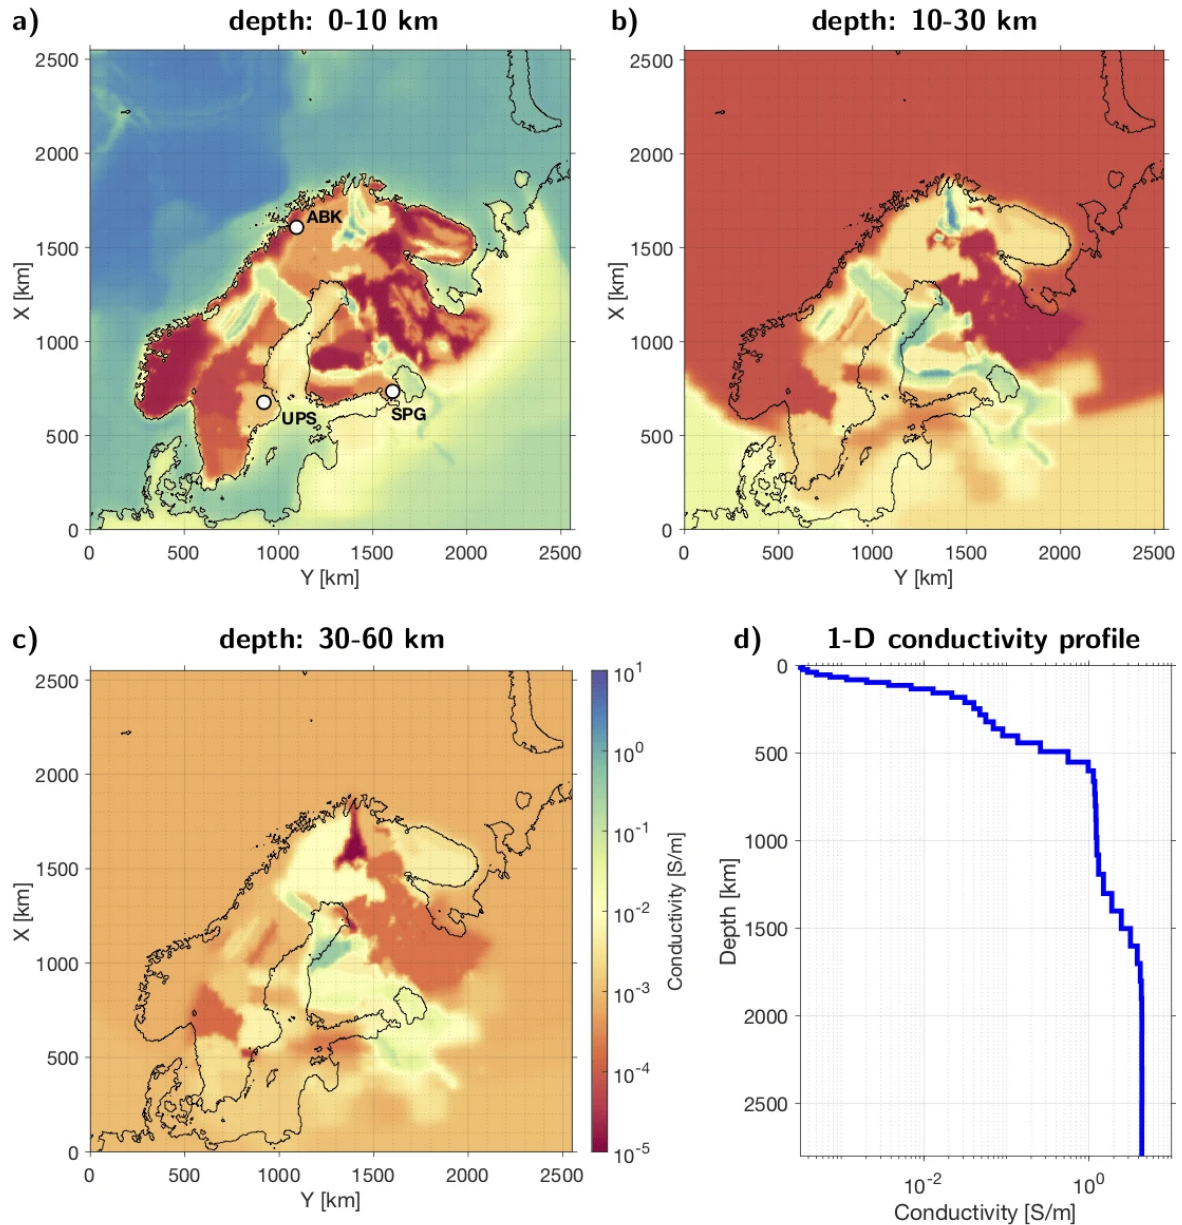 a) depth: 0-10 km
b) depth: 10-30 km
2500
2000
1500
1000
500
0
X [km]
ABK
UPS
SPG
0 500 1000 1500 2000 2500
Y [km]
2500
2000
1500
1000
500
0
X [km]
0 500 1000 1500 2000 2500
Y [km]
c) depth: 30-60 km
d) 1-D conductivity profile
2500
2000
1500
1000
500
0
X [km]
0 500 1000 1500 2000 2500
Y [km]
10^1
10^0
10^-1
10^-2
10^-3
10^-4
10^-5
Conductivity [S/m]
0
500
1000
1500
2000
2500
Depth [km]
10^-2 10^0
Conductivity [S/m]